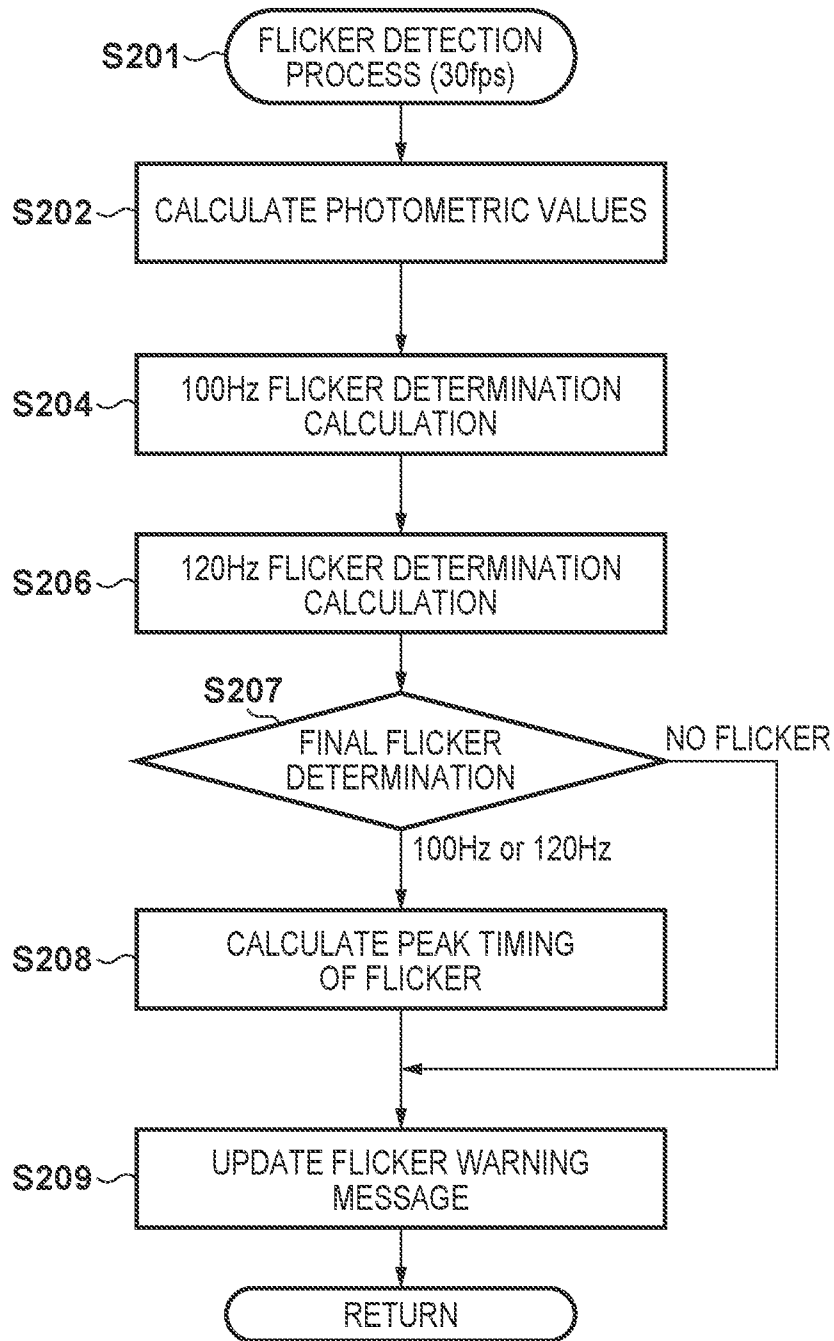 S201
FLICKER DETECTION
PROCESS (30fps)
S202
CALCULATE PHOTOMETRIC VALUES
S204
100Hz FLICKER DETERMINATION
CALCULATION
S206
120Hz FLICKER DETERMINATION
CALCULATION
S207
FINAL FLICKER
DETERMINATION
NO FLICKER
100Hz or 120Hz
S208
CALCULATE PEAK TIMING
OF FLICKER
S209
UPDATE FLICKER WARNING
MESSAGE
RETURN